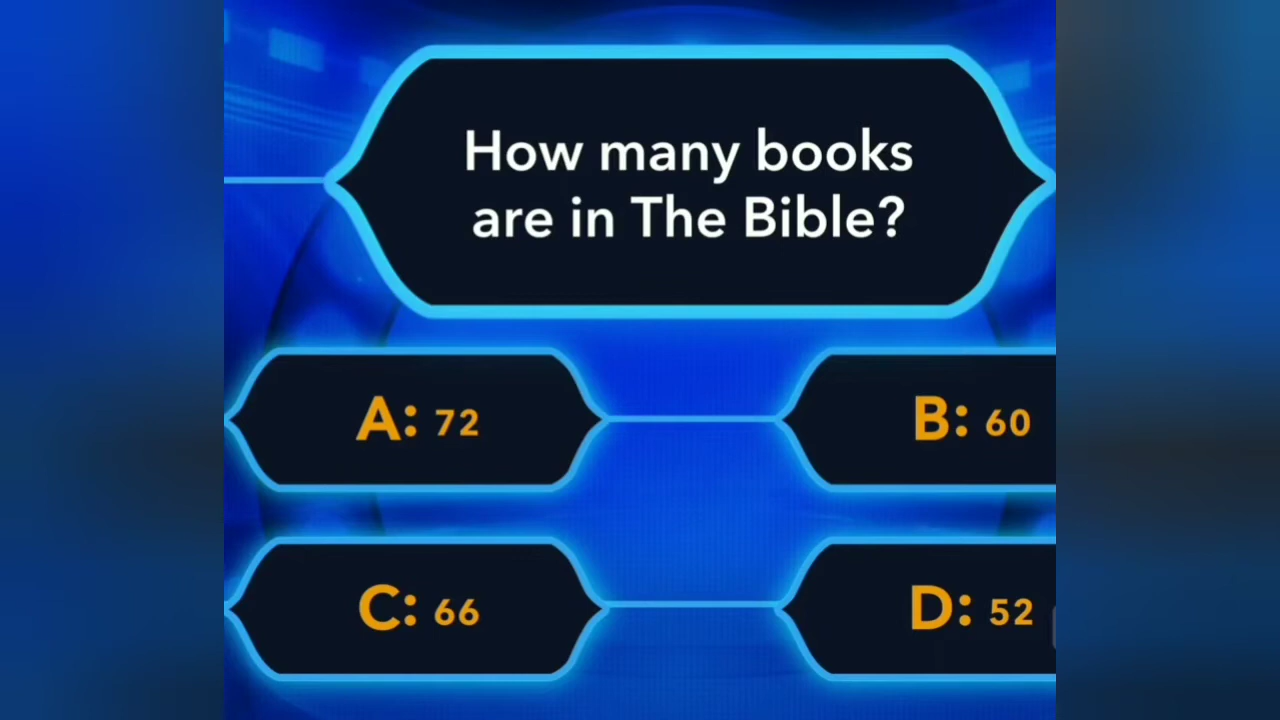 How many books
are in The Bible?
A: 72
B: 60
C: 66
D: 52